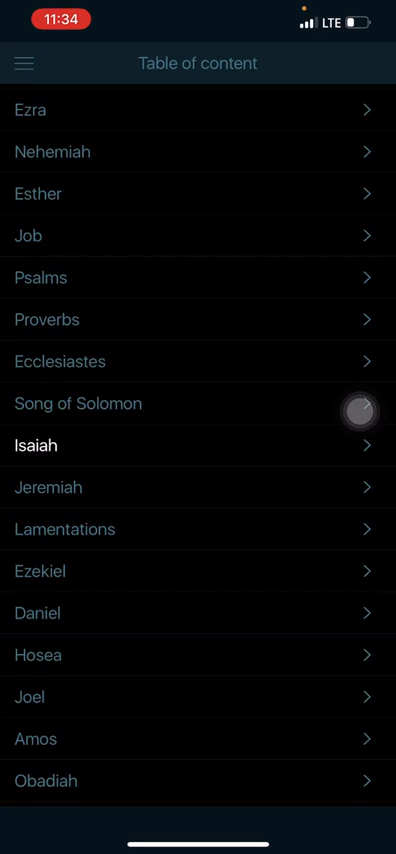 11:34
LTE
Table of content
Ezra
Nehemiah
Esther
Job
Psalms
Proverbs
Ecclesiastes
Song of Solomon
Isaiah
Jeremiah
Lamentations
Ezekiel
Daniel
Hosea
Joel
Amos
Obadiah